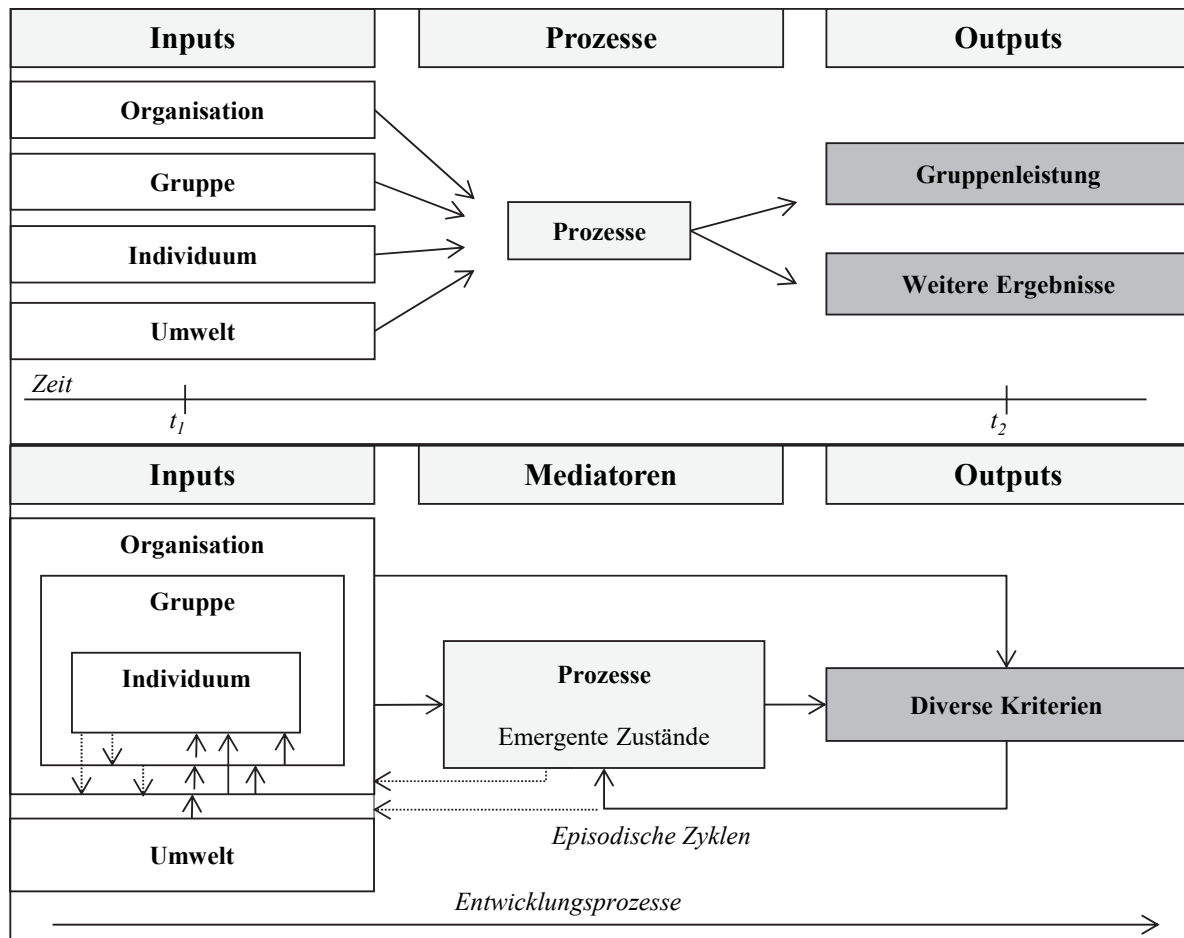 Inputs
Prozesse
Outputs
Organisation
Gruppe
Individuum
Umwelt
Prozesse
Gruppenleistung
Weitere Ergebnisse
Zeit
t1
t2
Inputs
Mediatoren
Outputs
Organisation
Gruppe
Individuum
Umwelt
Prozesse
Emergente Zustände
Diverse Kriterien
Episodische Zyklen
Entwicklungsprozesse